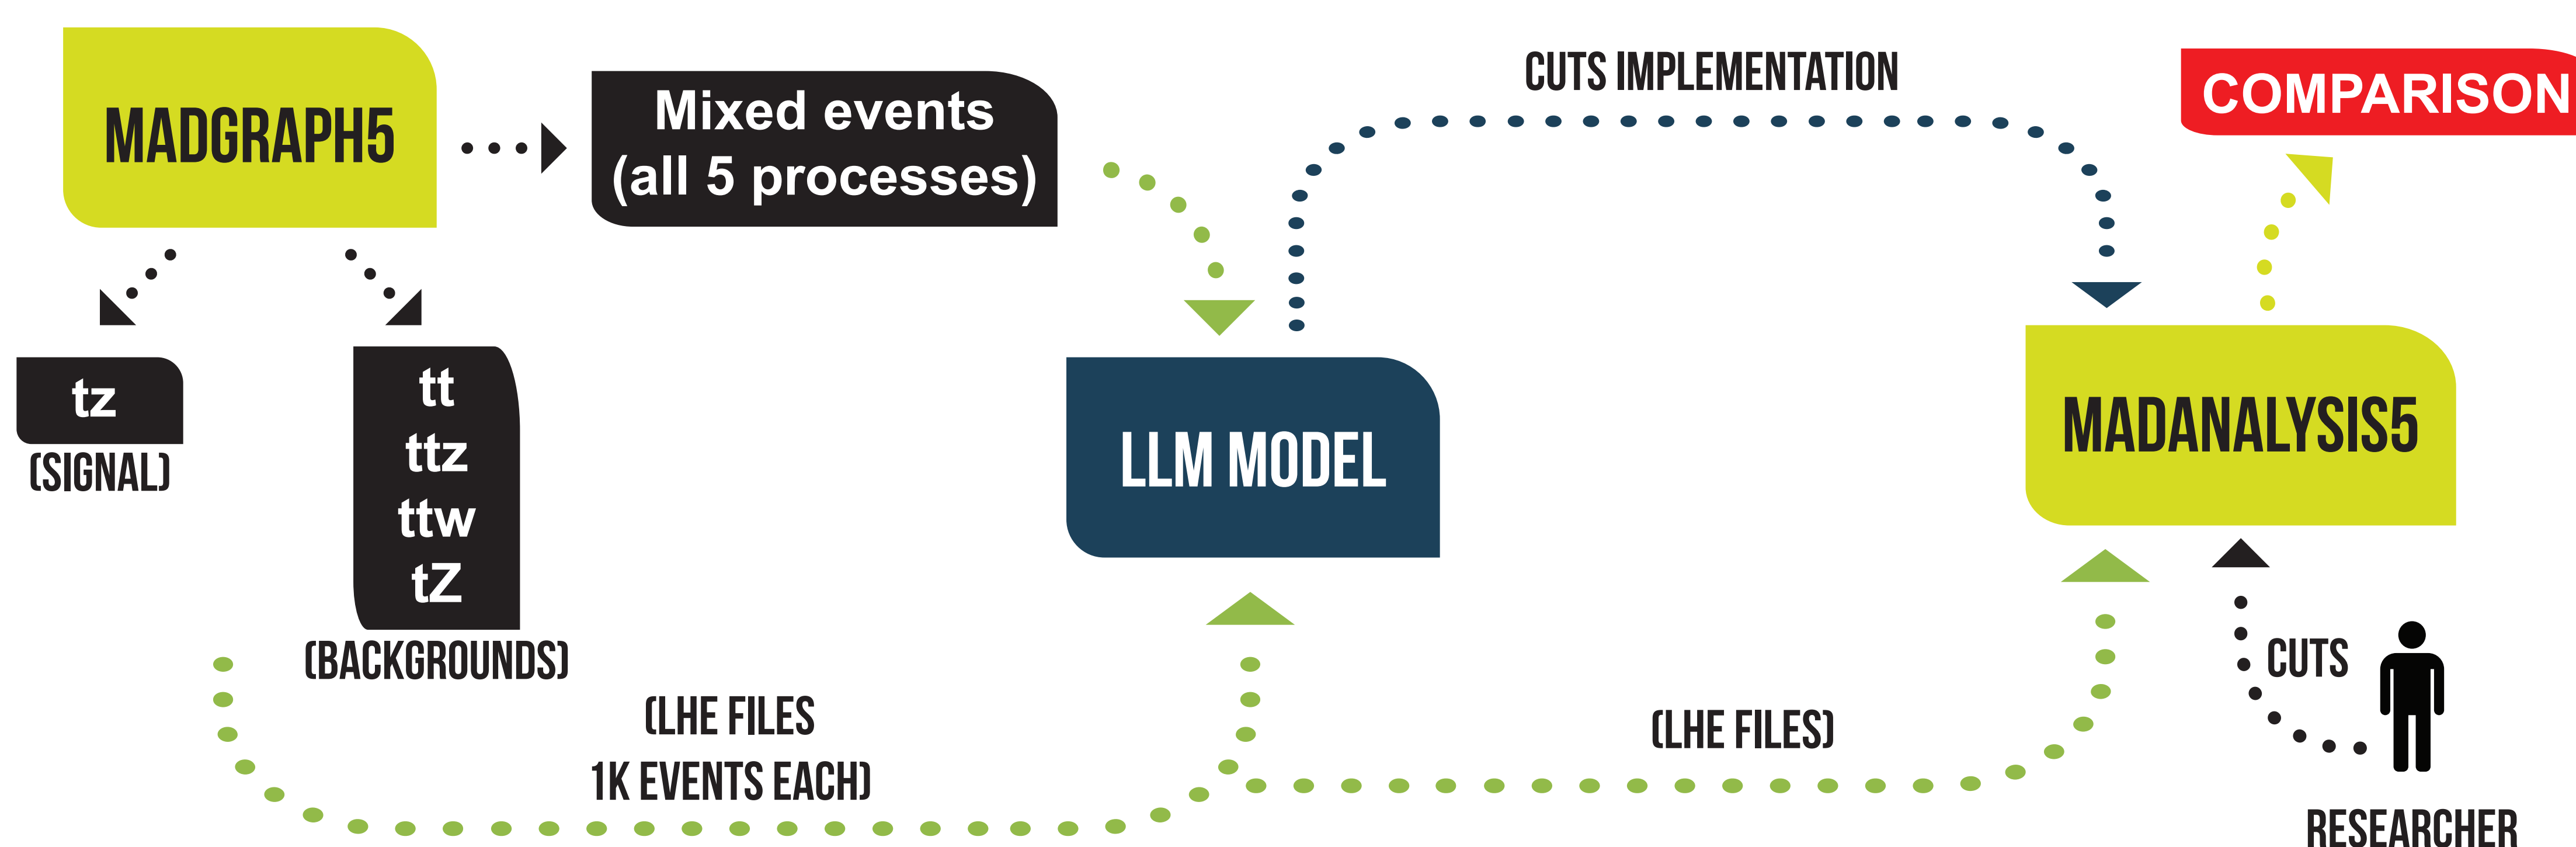 MADGRAPH5
Mixed events
(all 5 processes)
CUTS IMPLEMENTATION
COMPARISON
tz
(SIGNAL)
tt
ttz
ttw
tZ
(BACKGROUNDS)
LLM MODEL
MADANALYSIS5
(LHE FILES
1K EVENTS EACH)
(LHE FILES)
CUTS
RESEARCHER